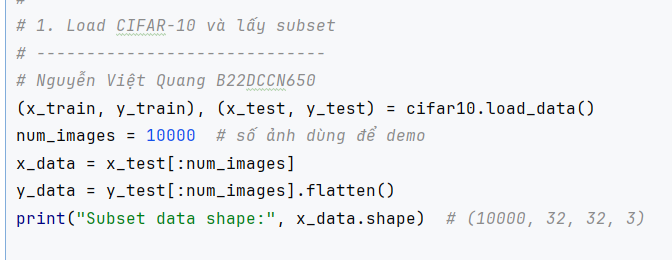 #
# 1. Load CIFAR-10 và lấy subset
# -----------------------------
# Nguyễn Việt Quang B22DCCN650
(x_train, y_train), (x_test, y_test) = cifar10.load_data()
num_images = 10000  # số ảnh dùng để demo
x_data = x_test[:num_images]
y_data = y_test[:num_images].flatten()
print("Subset data shape:", x_data.shape)  # (10000, 32, 32, 3)